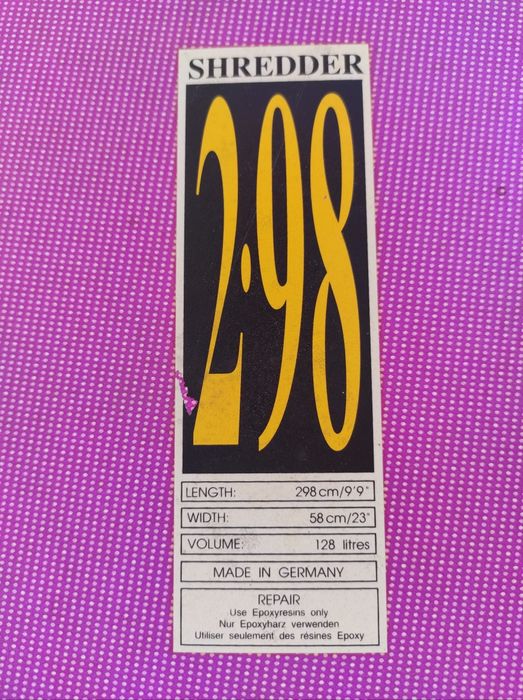 SHREDDER
2.98
LENGTH: 298 cm/9'9"
WIDTH: 58 cm/23"
VOLUME: 128 litres
MADE IN GERMANY
REPAIR
Use Epoxyresins only
Nur Epoxyharz verwenden
Utiliser seulement des résines Epoxy